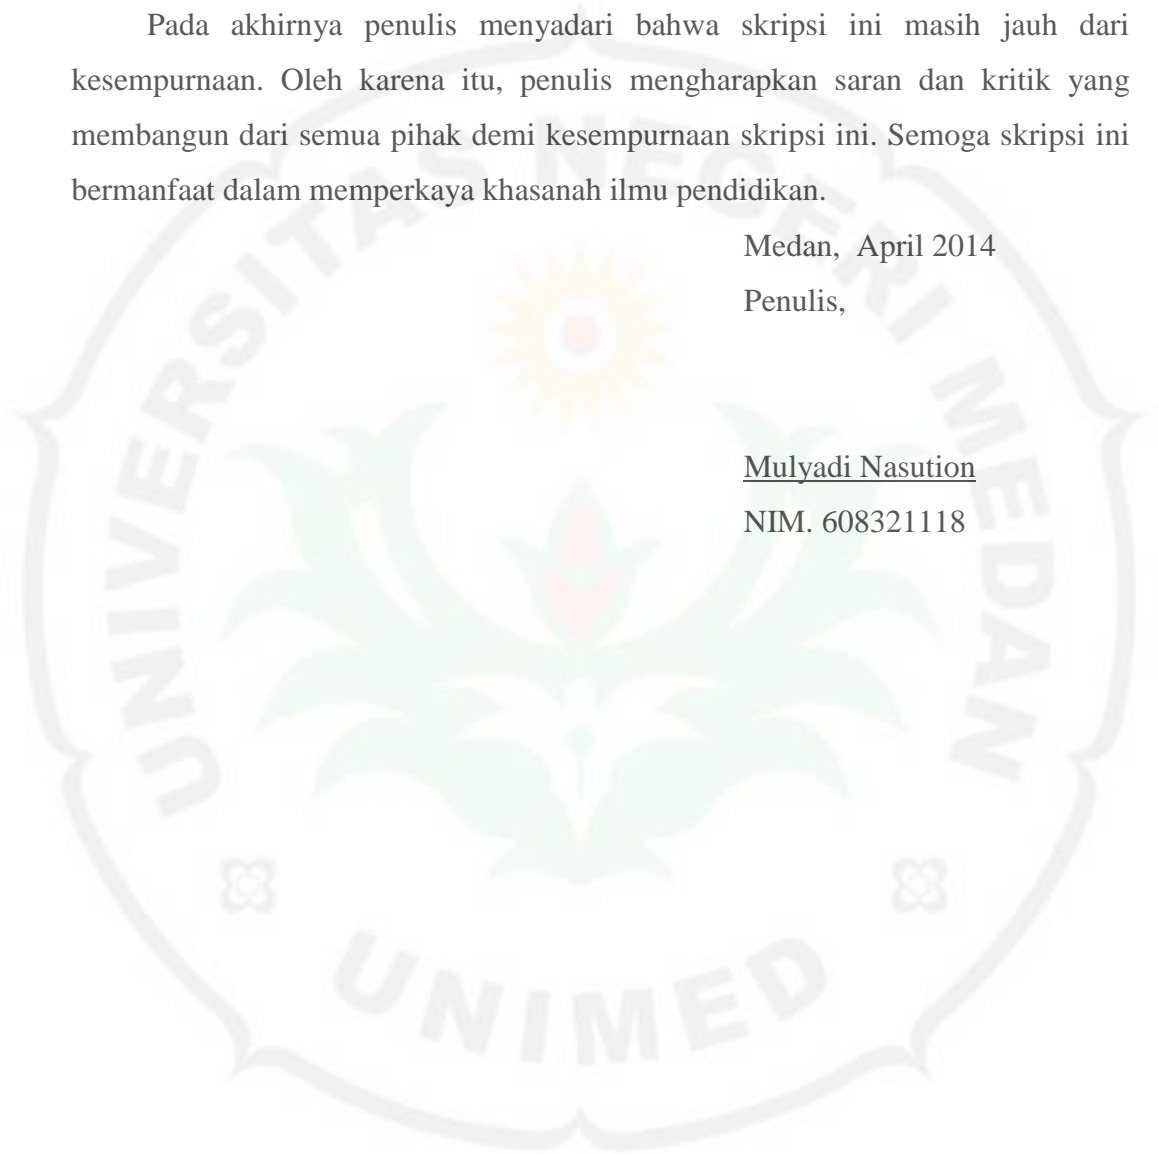 Pada akhirnya penulis menyadari bahwa skripsi ini masih jauh dari
kesempurnaan. Oleh karena itu, penulis mengharapkan saran dan kritik yang
membangun dari semua pihak demi kesempurnaan skripsi ini. Semoga skripsi ini
bermanfaat dalam memperkaya khasanah ilmu pendidikan.
Medan, April 2014
Penulis,
Mulyadi Nasution
NIM. 608321118
UNIVERSITAS NEGERI MEDAN
UNIMED